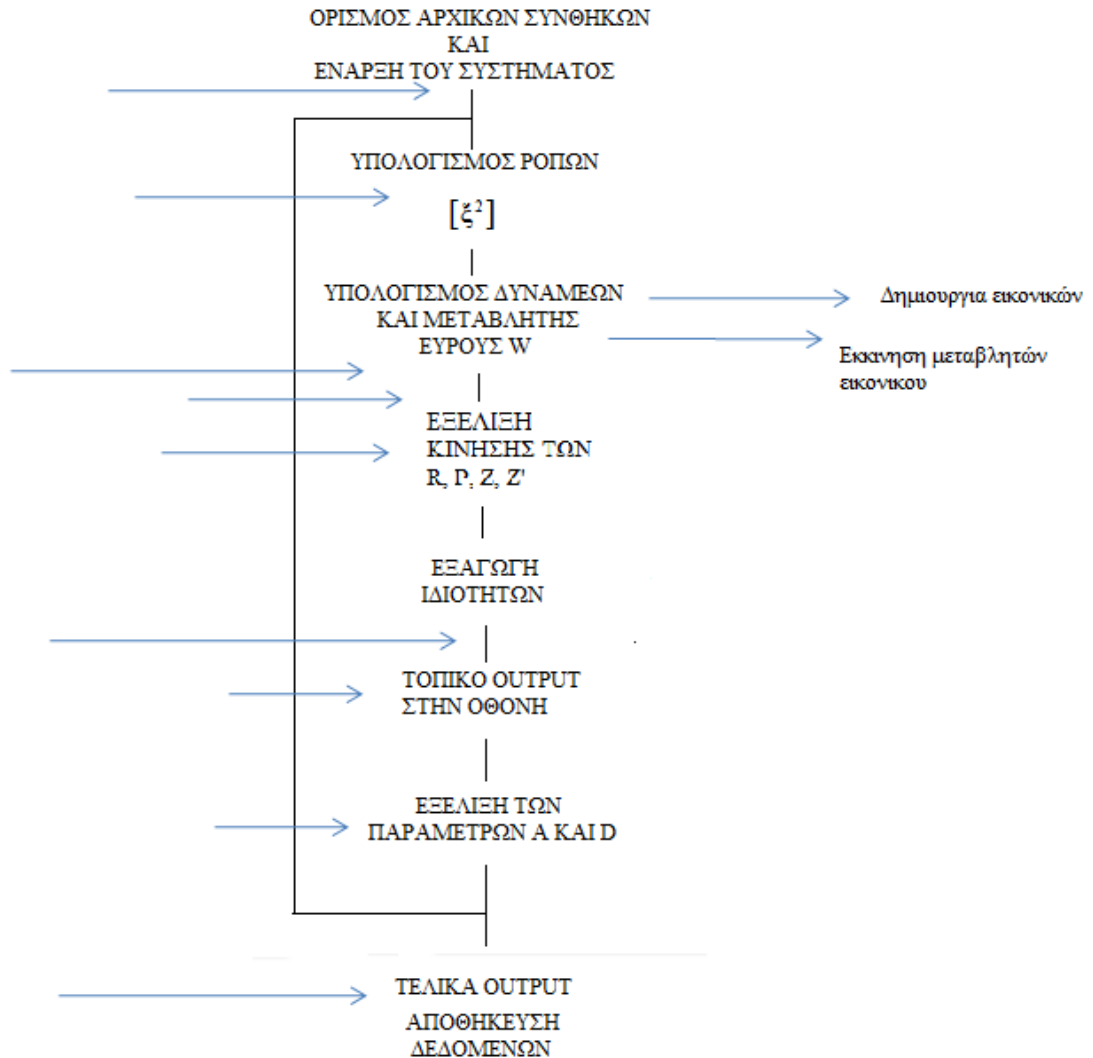 ΟΡΙΣΜΟΣ ΑΡΧΙΚΩΝ ΣΥΝΘΗΚΩΝ
ΚΑΙ
ΕΝΑΡΞΗ ΤΟΥ ΣΥΣΤΗΜΑΤΟΣ
ΥΠΟΛΟΓΙΣΜΟΣ ΡΟΠΩΝ
[ξ²]
ΥΠΟΛΟΓΙΣΜΟΣ ΔΥΝΑΜΕΩΝ
ΚΑΙ ΜΕΤΑΒΛΗΤΗΣ
ΕΥΡΟΥΣ W
Δημιουργια εικονικών
Εκκινηση μεταβλητών
εικονικου
ΕΞΕΛΙΞΗ
ΚΙΝΗΣΗΣ ΤΩΝ
R, P, Z, Z'
ΕΞΑΓΩΓΗ
ΙΔΙΟΤΗΤΩΝ
ΤΟΠΙΚΟ OUTPUT
ΣΤΗΝ ΟΘΟΝΗ
ΕΞΕΛΙΞΗ ΤΩΝ
ΠΑΡΑΜΕΤΡΩΝ A ΚΑΙ D
ΤΕΛΙΚΑ OUTPUT
ΑΠΟΘΗΚΕΥΣΗ
ΔΕΔΟΜΕΝΩΝ